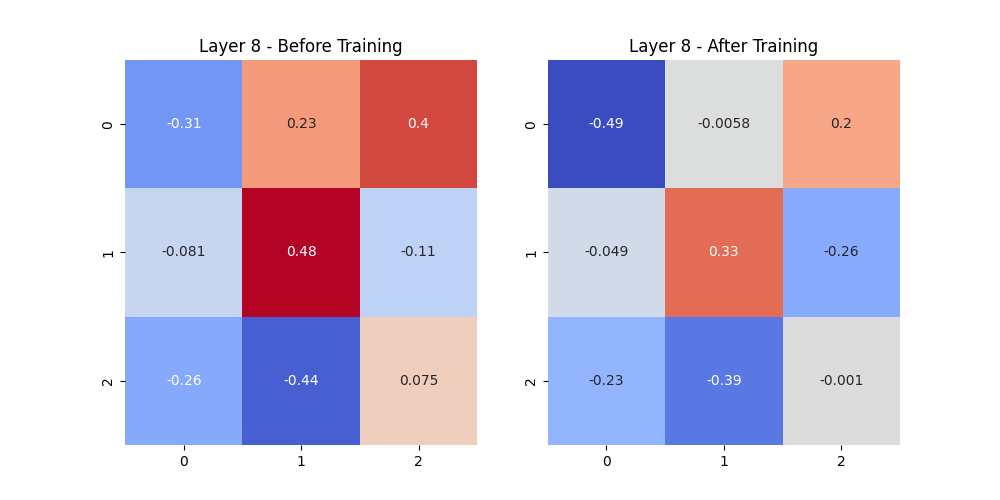 Layer 8 - Before Training
0 -0.31 0.23 0.4
1 -0.081 0.48 -0.11
2 -0.26 -0.44 0.075
0 1 2
Layer 8 - After Training
0 -0.49 -0.0058 0.2
1 -0.049 0.33 -0.26
2 -0.23 -0.39 -0.001
0 1 2